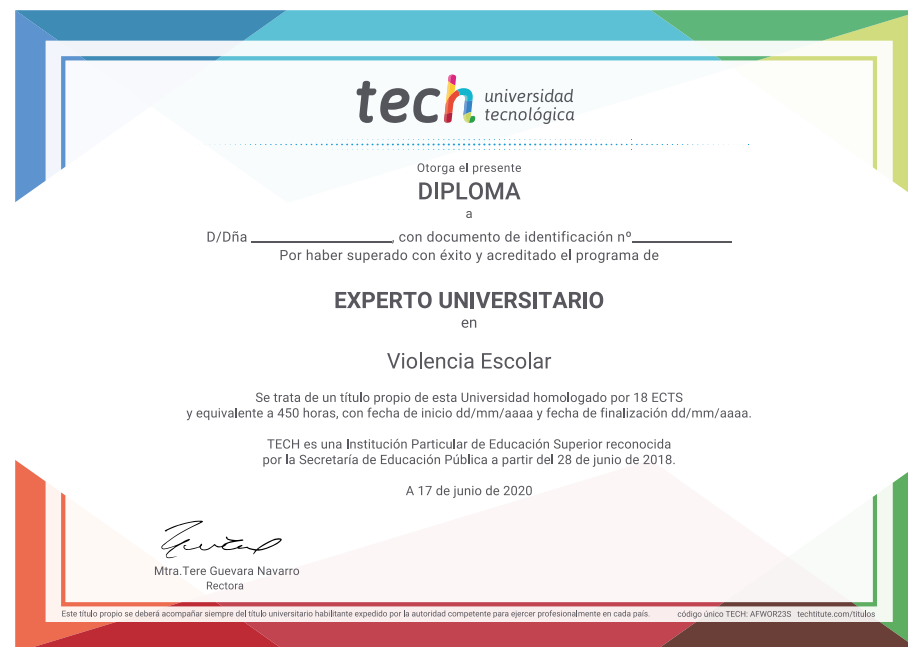 tech universidad
tecnológica
Otorga el presente
DIPLOMA
a
D/Dña ____________________, con documento de identificación nº______________
Por haber superado con éxito y acreditado el programa de
EXPERTO UNIVERSITARIO
en
Violencia Escolar
Se trata de un título propio de esta Universidad homologado por 18 ECTS
y equivalente a 450 horas, con fecha de inicio dd/mm/aaaa y fecha de finalización dd/mm/aaaa.
TECH es una Institución Particular de Educación Superior reconocida
por la Secretaría de Educación Pública a partir del 28 de junio de 2018.
A 17 de junio de 2020
Mtra.Tere Guevara Navarro
Rectora
Este título propio se deberá acompañar siempre del título universitario habilitante expedido por la autoridad competente para ejercer profesionalmente en cada país. código único TECH: AFWOR23S techtitute.com/titulos